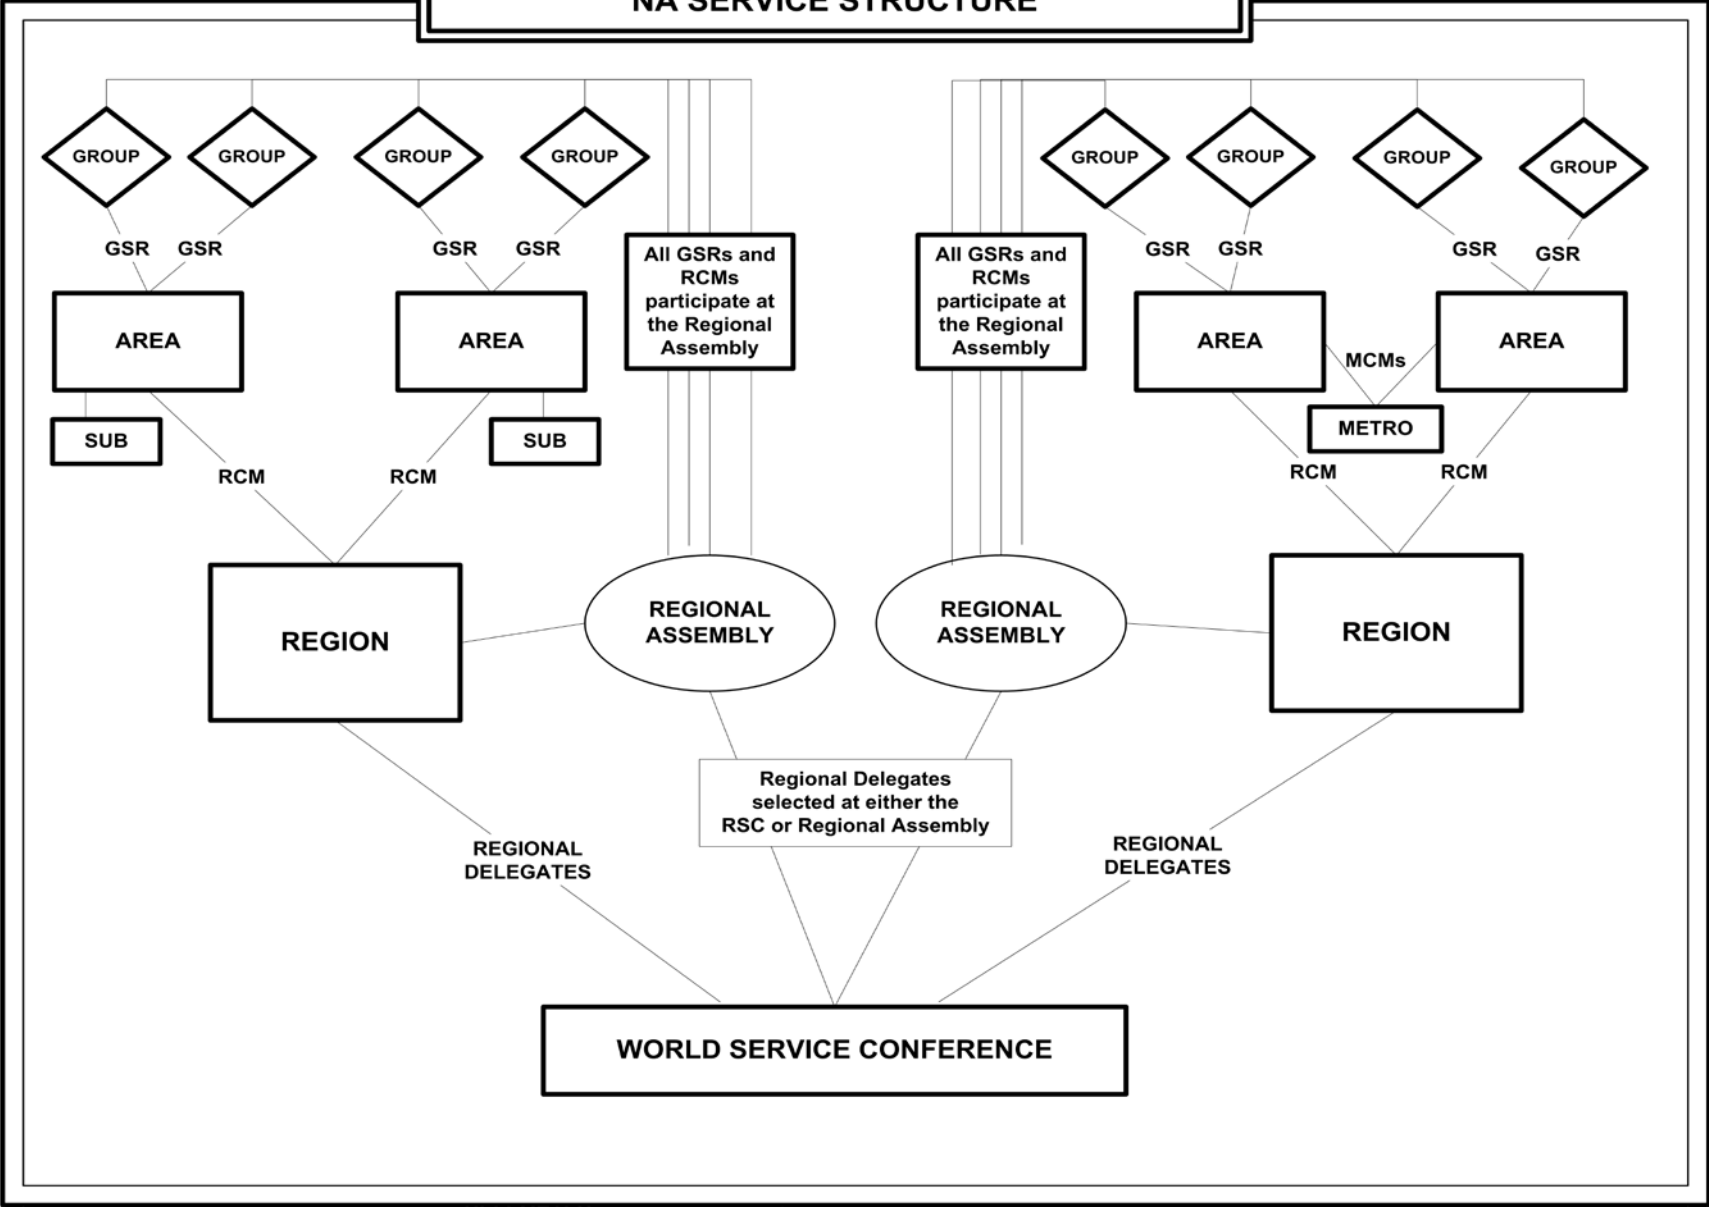 NA SERVICE STRUCTURE
GROUP
GROUP
GROUP
GROUP
GROUP
GROUP
GROUP
GROUP
GSR
GSR
GSR
GSR
All GSRs and
RCMs
participate at
the Regional
Assembly
All GSRs and
RCMs
participate at
the Regional
Assembly
GSR
GSR
GSR
GSR
AREA
AREA
AREA
MCMs
AREA
SUB
SUB
METRO
RCM
RCM
RCM
RCM
REGION
REGIONAL
ASSEMBLY
REGIONAL
ASSEMBLY
REGION
Regional Delegates
selected at either the
RSC or Regional Assembly
REGIONAL
DELEGATES
REGIONAL
DELEGATES
WORLD SERVICE CONFERENCE